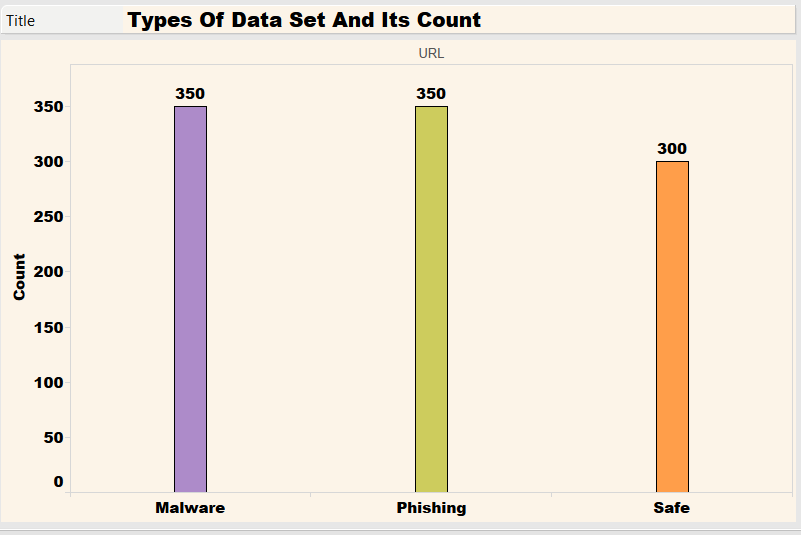 Title
Types Of Data Set And Its Count
URL
350
350
300
350
300
250
200
150
100
50
0
Count
Malware
Phishing
Safe